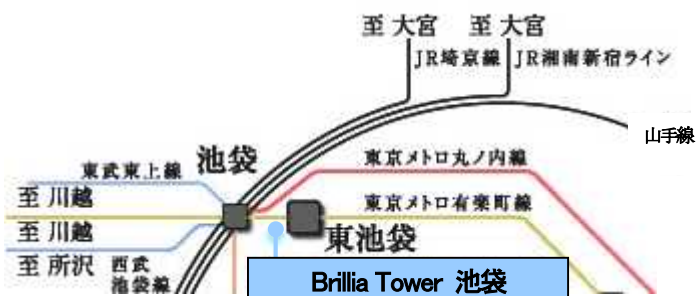 至 大宮 至 大宮
JR埼京線 JR湘南新宿ライン
山手線
東武東上線 池袋 東京メトロ丸ノ内線
至 川越 東京メトロ有楽町線
至 川越 東池袋
至 所沢 西武
池袋線
Brillia Tower 池袋